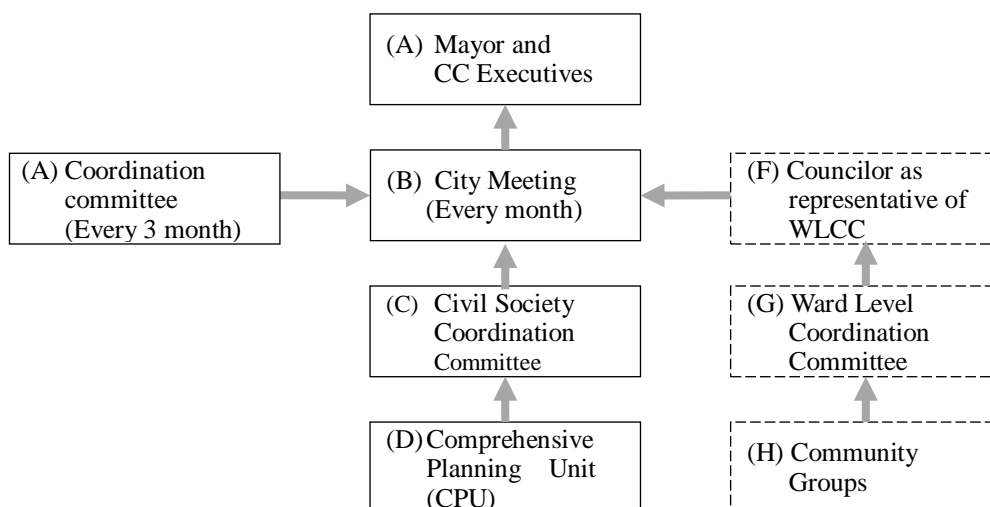 (A) Mayor and
CC Executives
(A) Coordination
committee
(Every 3 month)
(B) City Meeting
(Every month)
(F) Councilor as
representative of
WLCC
(C) Civil Society
Coordination
Committee
(G) Ward Level
Coordination
Committee
(D) Comprehensive
Planning Unit
(CPU)
(H) Community
Groups